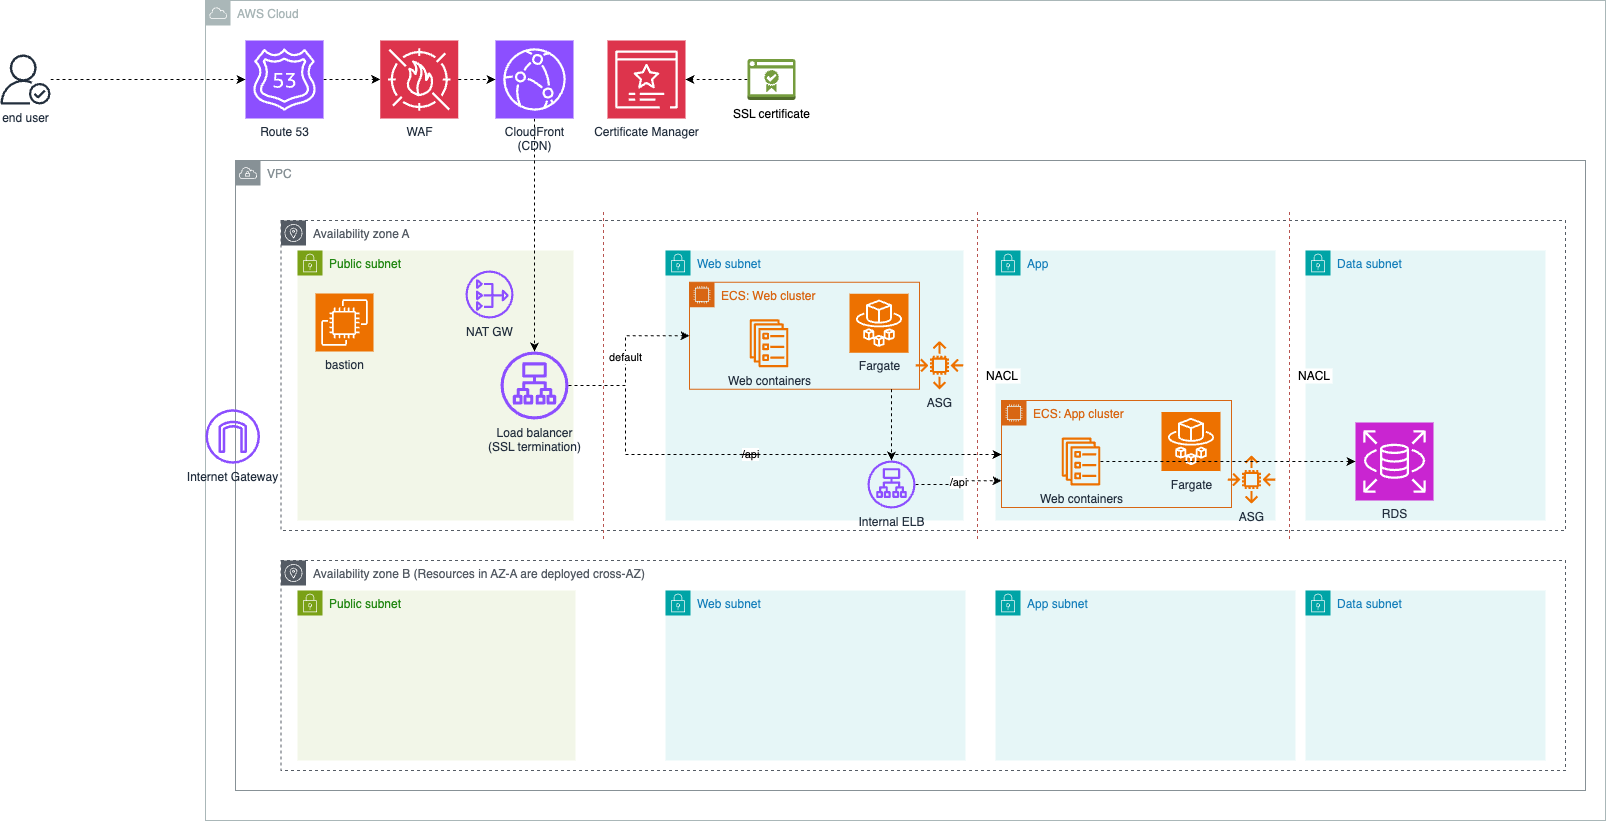 AWS Cloud
53
end user
Route 53
WAF
CloudFront
(CDN)
Certificate Manager
SSL certificate
VPC
Availability zone A
Public subnet
Web subnet
App
Data subnet
ECS: Web cluster
NAT GW
bastion
default
Web containers
Fargate
ASG
NACL
NACL
Load balancer
(SSL termination)
ECS: App cluster
/api
Internet Gateway
/api
Web containers
Fargate
Internal ELB
ASG
RDS
Availability zone B (Resources in AZ-A are deployed cross-AZ)
Public subnet
Web subnet
App subnet
Data subnet